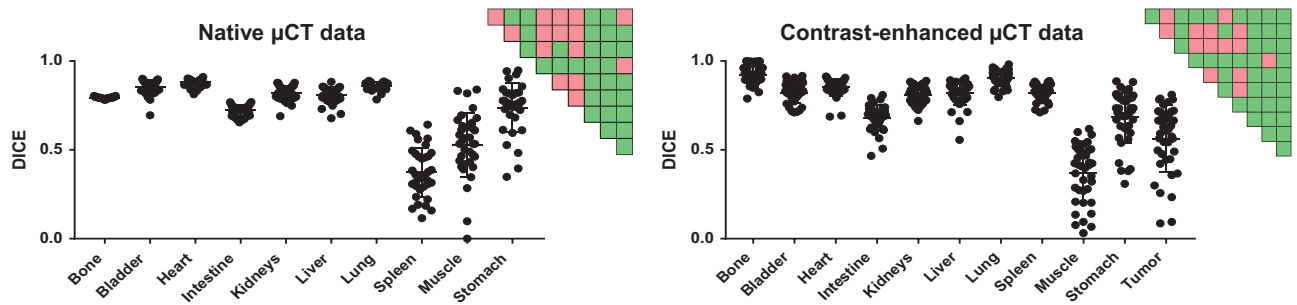 Native µCT data
DICE
1.0
0.5
0.0
Bone
Bladder
Heart
Intestine
Kidneys
Liver
Lung
Spleen
Muscle
Stomach
Contrast-enhanced µCT data
DICE
1.0
0.5
0.0
Bone
Bladder
Heart
Intestine
Kidneys
Liver
Lung
Spleen
Muscle
Stomach
Tumor